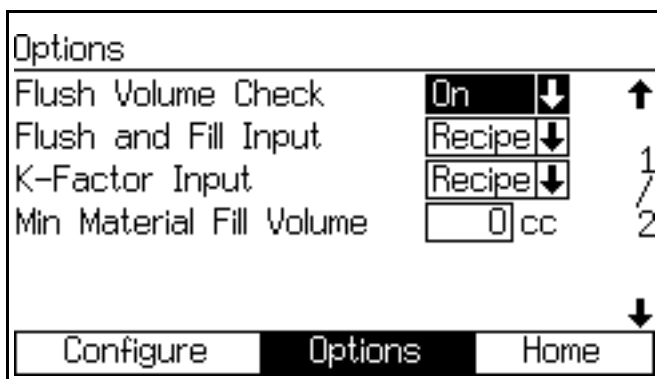 Options
Flush Volume Check On
Flush and Fill Input Recipe
K-Factor Input Recipe
Min Material Fill Volume 0 cc
1/2
Configure Options Home